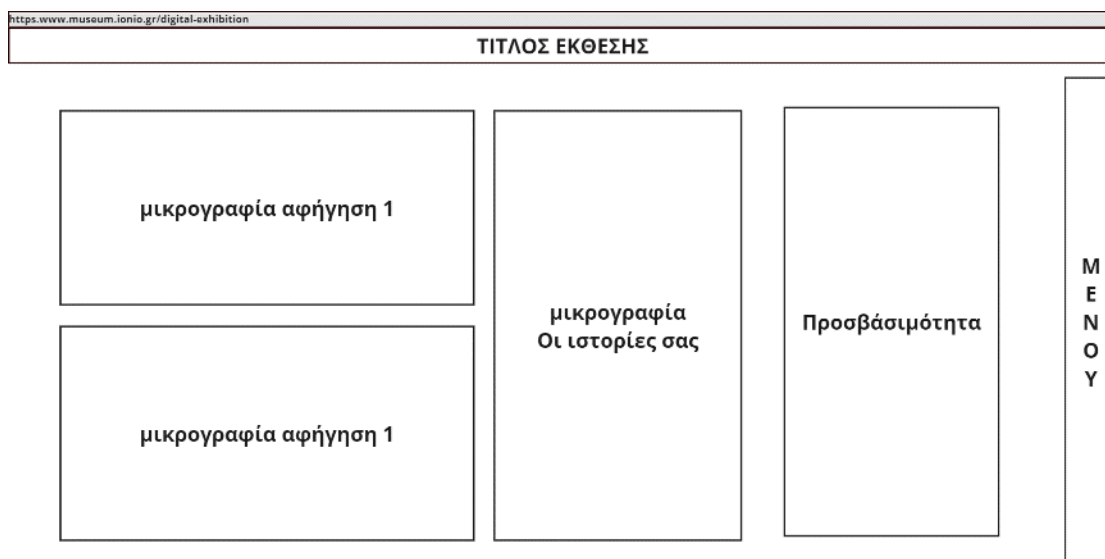 https.www.museum.ionio.gr/digital-exhibition
ΤΙΤΛΟΣ ΕΚΘΕΣΗΣ
μικρογραφία αφήγηση 1
μικρογραφία αφήγηση 1
μικρογραφία
Οι ιστορίες σας
Προσβάσιμότητα
Μ
Ε
Ν
Ο
Υ